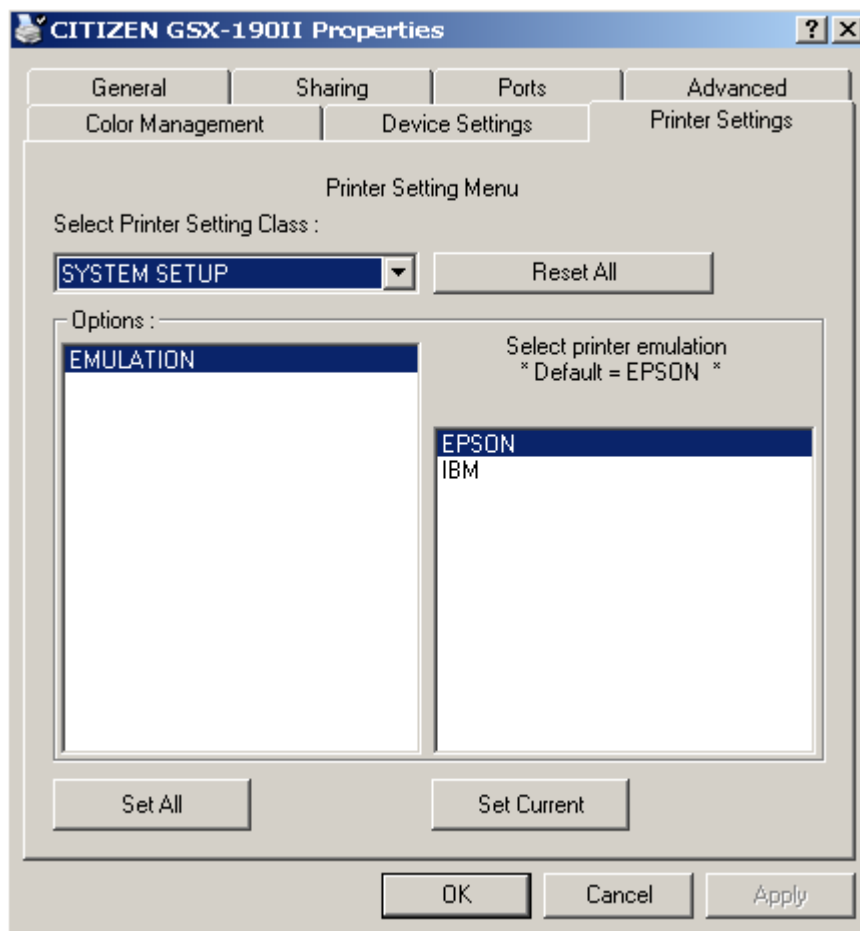 CITIZEN GSX-190II Properties
General Sharing Ports Advanced
Color Management Device Settings Printer Settings
Printer Setting Menu
Select Printer Setting Class :
SYSTEM SETUP Reset All
Options :
EMULATION
Select printer emulation
* Default = EPSON *
EPSON
IBM
Set All Set Current
OK Cancel Apply